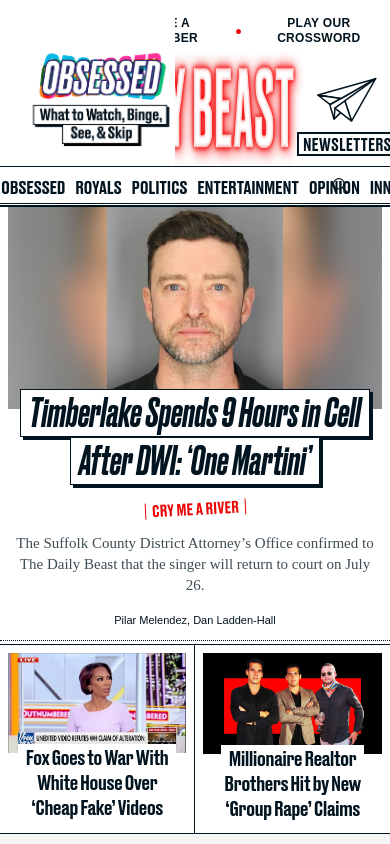 E A
BER
PLAY OUR
CROSSWORD
OBSESSED
What to Watch, Binge,
See, & Skip
Y BEAST
NEWSLETTERS
OBSESSED ROYALS POLITICS ENTERTAINMENT OPINION INN
Timberlake Spends 9 Hours in Cell
After DWI: ‘One Martini’
CRY ME A RIVER
The Suffolk County District Attorney’s Office confirmed to
The Daily Beast that the singer will return to court on July
26.
Pilar Melendez, Dan Ladden-Hall
LIVE
OUTNUMBERED
UNEDITED VIDEO REFUTES WH CLAIM OF ALTERATION
Fox Goes to War With
White House Over
‘Cheap Fake’ Videos
Millionaire Realtor
Brothers Hit by New
‘Group Rape’ Claims